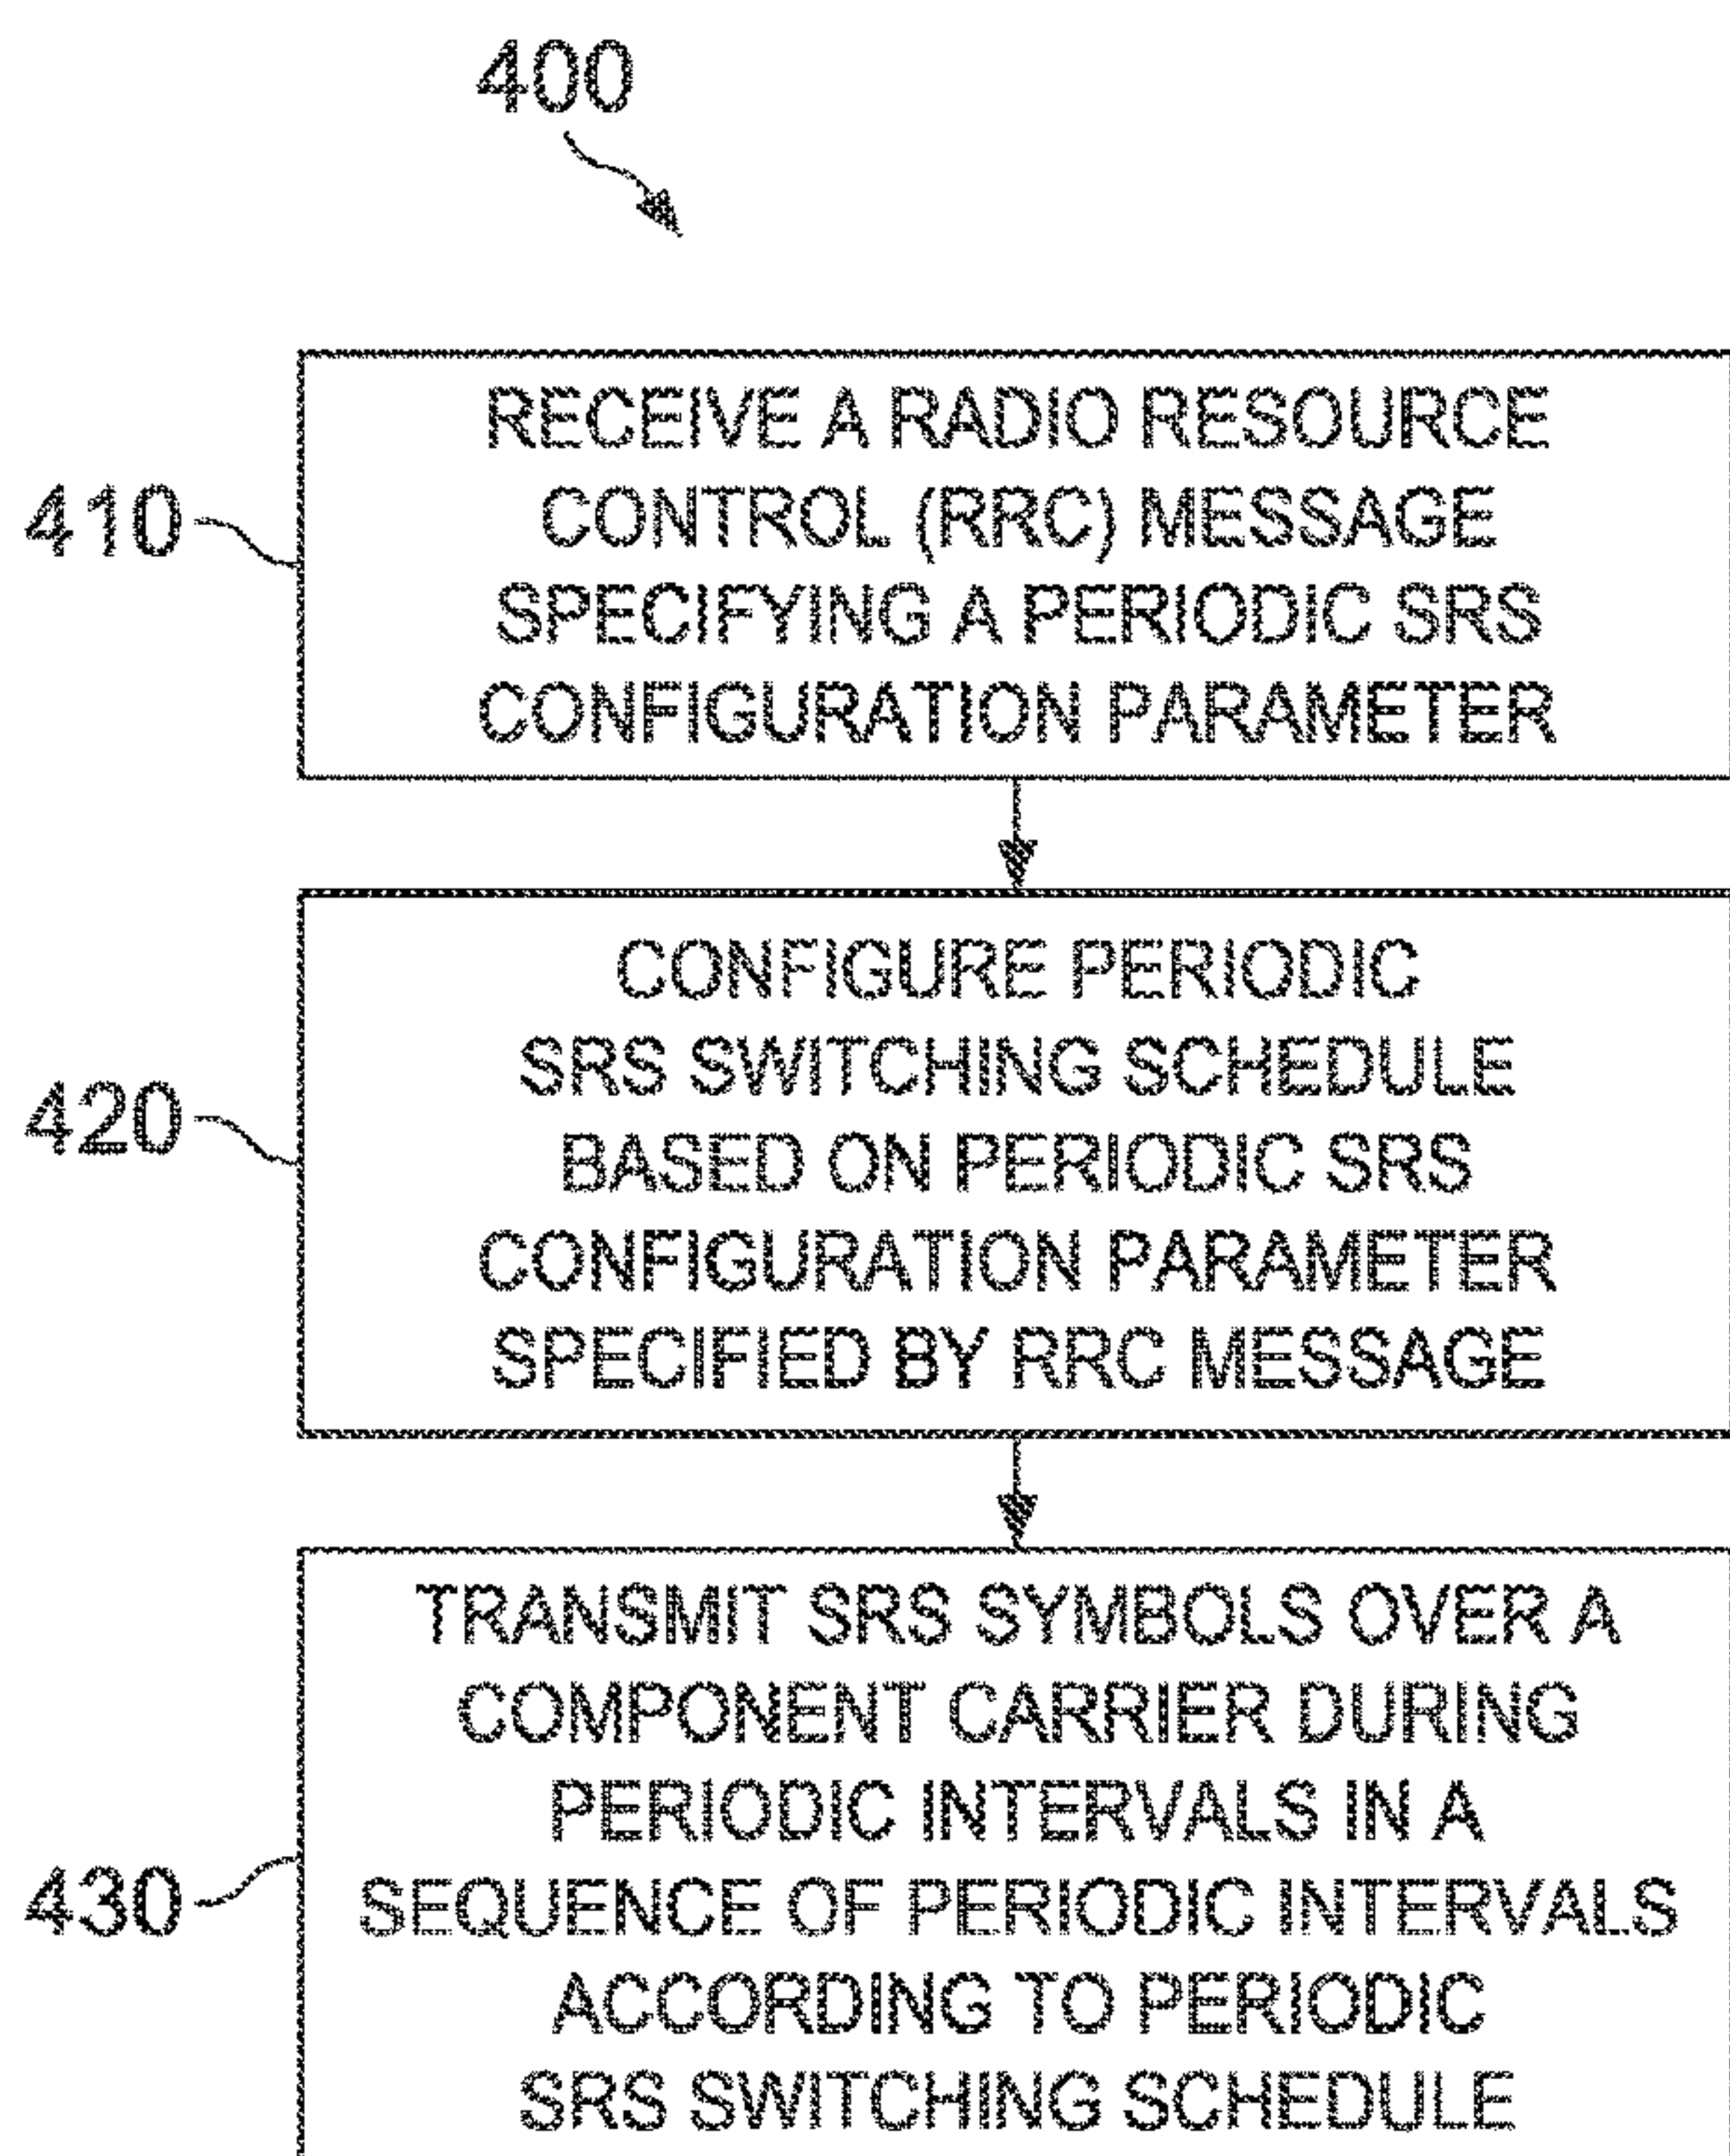 400
410
RECEIVE A RADIO RESOURCE
CONTROL (RRC) MESSAGE
SPECIFYING A PERIODIC SRS
CONFIGURATION PARAMETER
420
CONFIGURE PERIODIC
SRS SWITCHING SCHEDULE
BASED ON PERIODIC SRS
CONFIGURATION PARAMETER
SPECIFIED BY RRC MESSAGE
430
TRANSMIT SRS SYMBOLS OVER A
COMPONENT CARRIER DURING
PERIODIC INTERVALS IN A
SEQUENCE OF PERIODIC INTERVALS
ACCORDING TO PERIODIC
SRS SWITCHING SCHEDULE